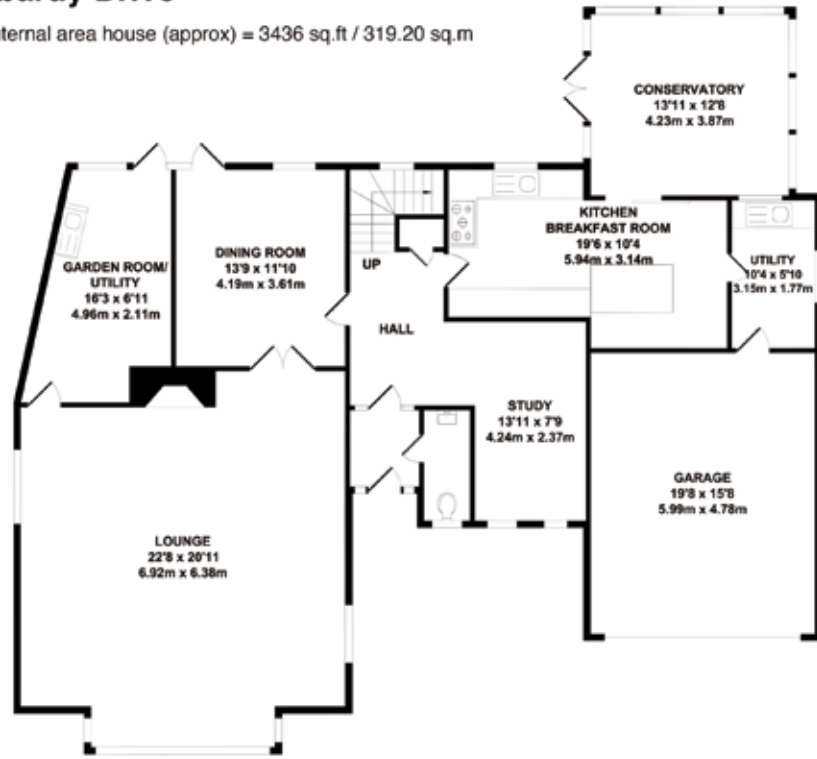 Drive
ternal area house (approx) = 3436 sq.ft / 319.20 sq.m
CONSERVATORY
13'11 x 12'8
4.23m x 3.87m
KITCHEN
BREAKFAST ROOM
19'6 x 10'4
5.94m x 3.14m
UTILITY
10'4 x 5'10
3.15m x 1.77m
DINING ROOM
13'9 x 11'10
4.19m x 3.61m
GARDEN ROOM/
UTILITY
16'3 x 6'11
4.96m x 2.11m
UP
HALL
STUDY
13'11 x 7'9
4.24m x 2.37m
GARAGE
19'8 x 15'8
5.99m x 4.78m
LOUNGE
22'8 x 20'11
6.92m x 6.38m